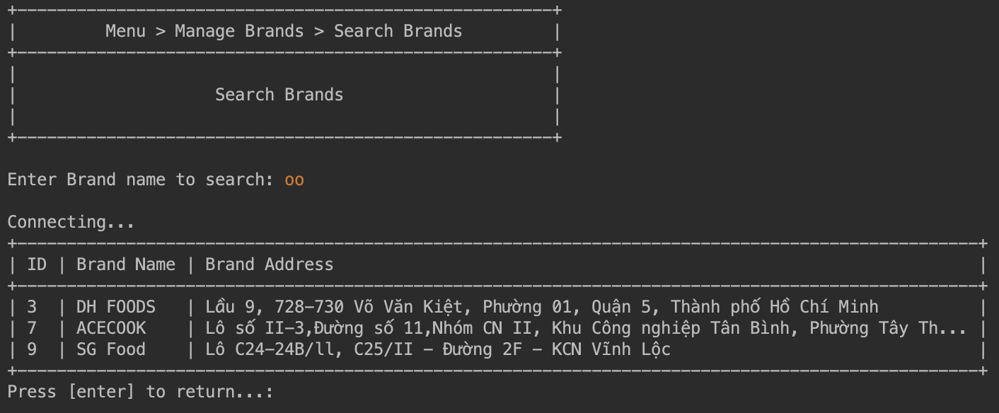 Menu > Manage Brands > Search Brands
Search Brands
Enter Brand name to search: oo
Connecting...
| ID | Brand Name | Brand Address |
| 3 | DH FOODS | Lầu 9, 728-730 Võ Văn Kiệt, Phường 01, Quận 5, Thành phố Hồ Chí Minh |
| 7 | ACECOOK | Lô số II-3,Đường số 11,Nhóm CN II, Khu Công nghiệp Tân Bình, Phường Tây Th... |
| 9 | SG Food | Lô C24-24B/ll, C25/II - Đường 2F - KCN Vĩnh Lộc |
Press [enter] to return...: